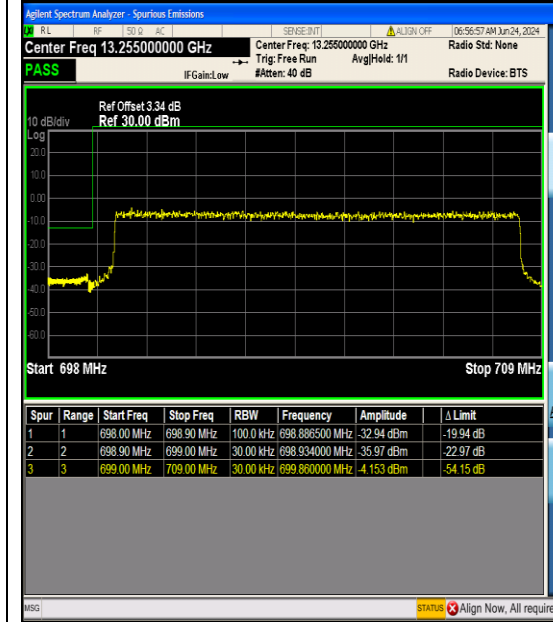 Agilent Spectrum Analyzer - Spurious Emissions
RL RF 50 Ω AC SENSE:INT ALIGN OFF 06:56:57 AM Jun 24, 2024
Center Freq 13.255000000 GHz Center Freq: 13.255000000 GHz Radio Std: None
Trig: Free Run Avg|Hold: 1/1
PASS IFGain:Low #Atten: 40 dB Radio Device: BTS
Ref Offset 3.34 dB
10 dB/div Ref 30.00 dBm
Log
20.0
10.0
0.00
-10.0
-20.0
-30.0
-40.0
-50.0
-60.0
Start 698 MHz Stop 709 MHz
Spur Range Start Freq Stop Freq RBW Frequency Amplitude Δ Limit
1 1 698.00 MHz 698.90 MHz 100.0 kHz 698.886500 MHz -32.94 dBm -19.94 dB
2 2 698.90 MHz 699.00 MHz 30.00 kHz 698.934000 MHz -35.97 dBm -22.97 dB
3 3 699.00 MHz 709.00 MHz 30.00 kHz 699.860000 MHz -4.153 dBm -54.15 dB
MSG STATUS Align Now, All require